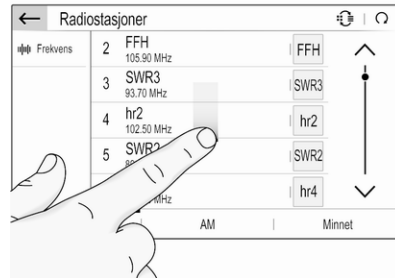 Radiostasjoner
Frekvens
2 FFH FFH
105.90 MHz
3 SWR3 SWR3
93.70 MHz
4 hr2 hr2
102.50 MHz
5 SWR2 SWR2
MHz hr4
AM Minnet